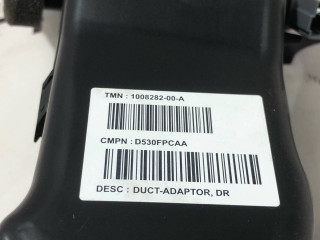 TMN : 1008282-00-A
CMPN : D530FPCAA
DESC : DUCT-ADAPTOR, DR